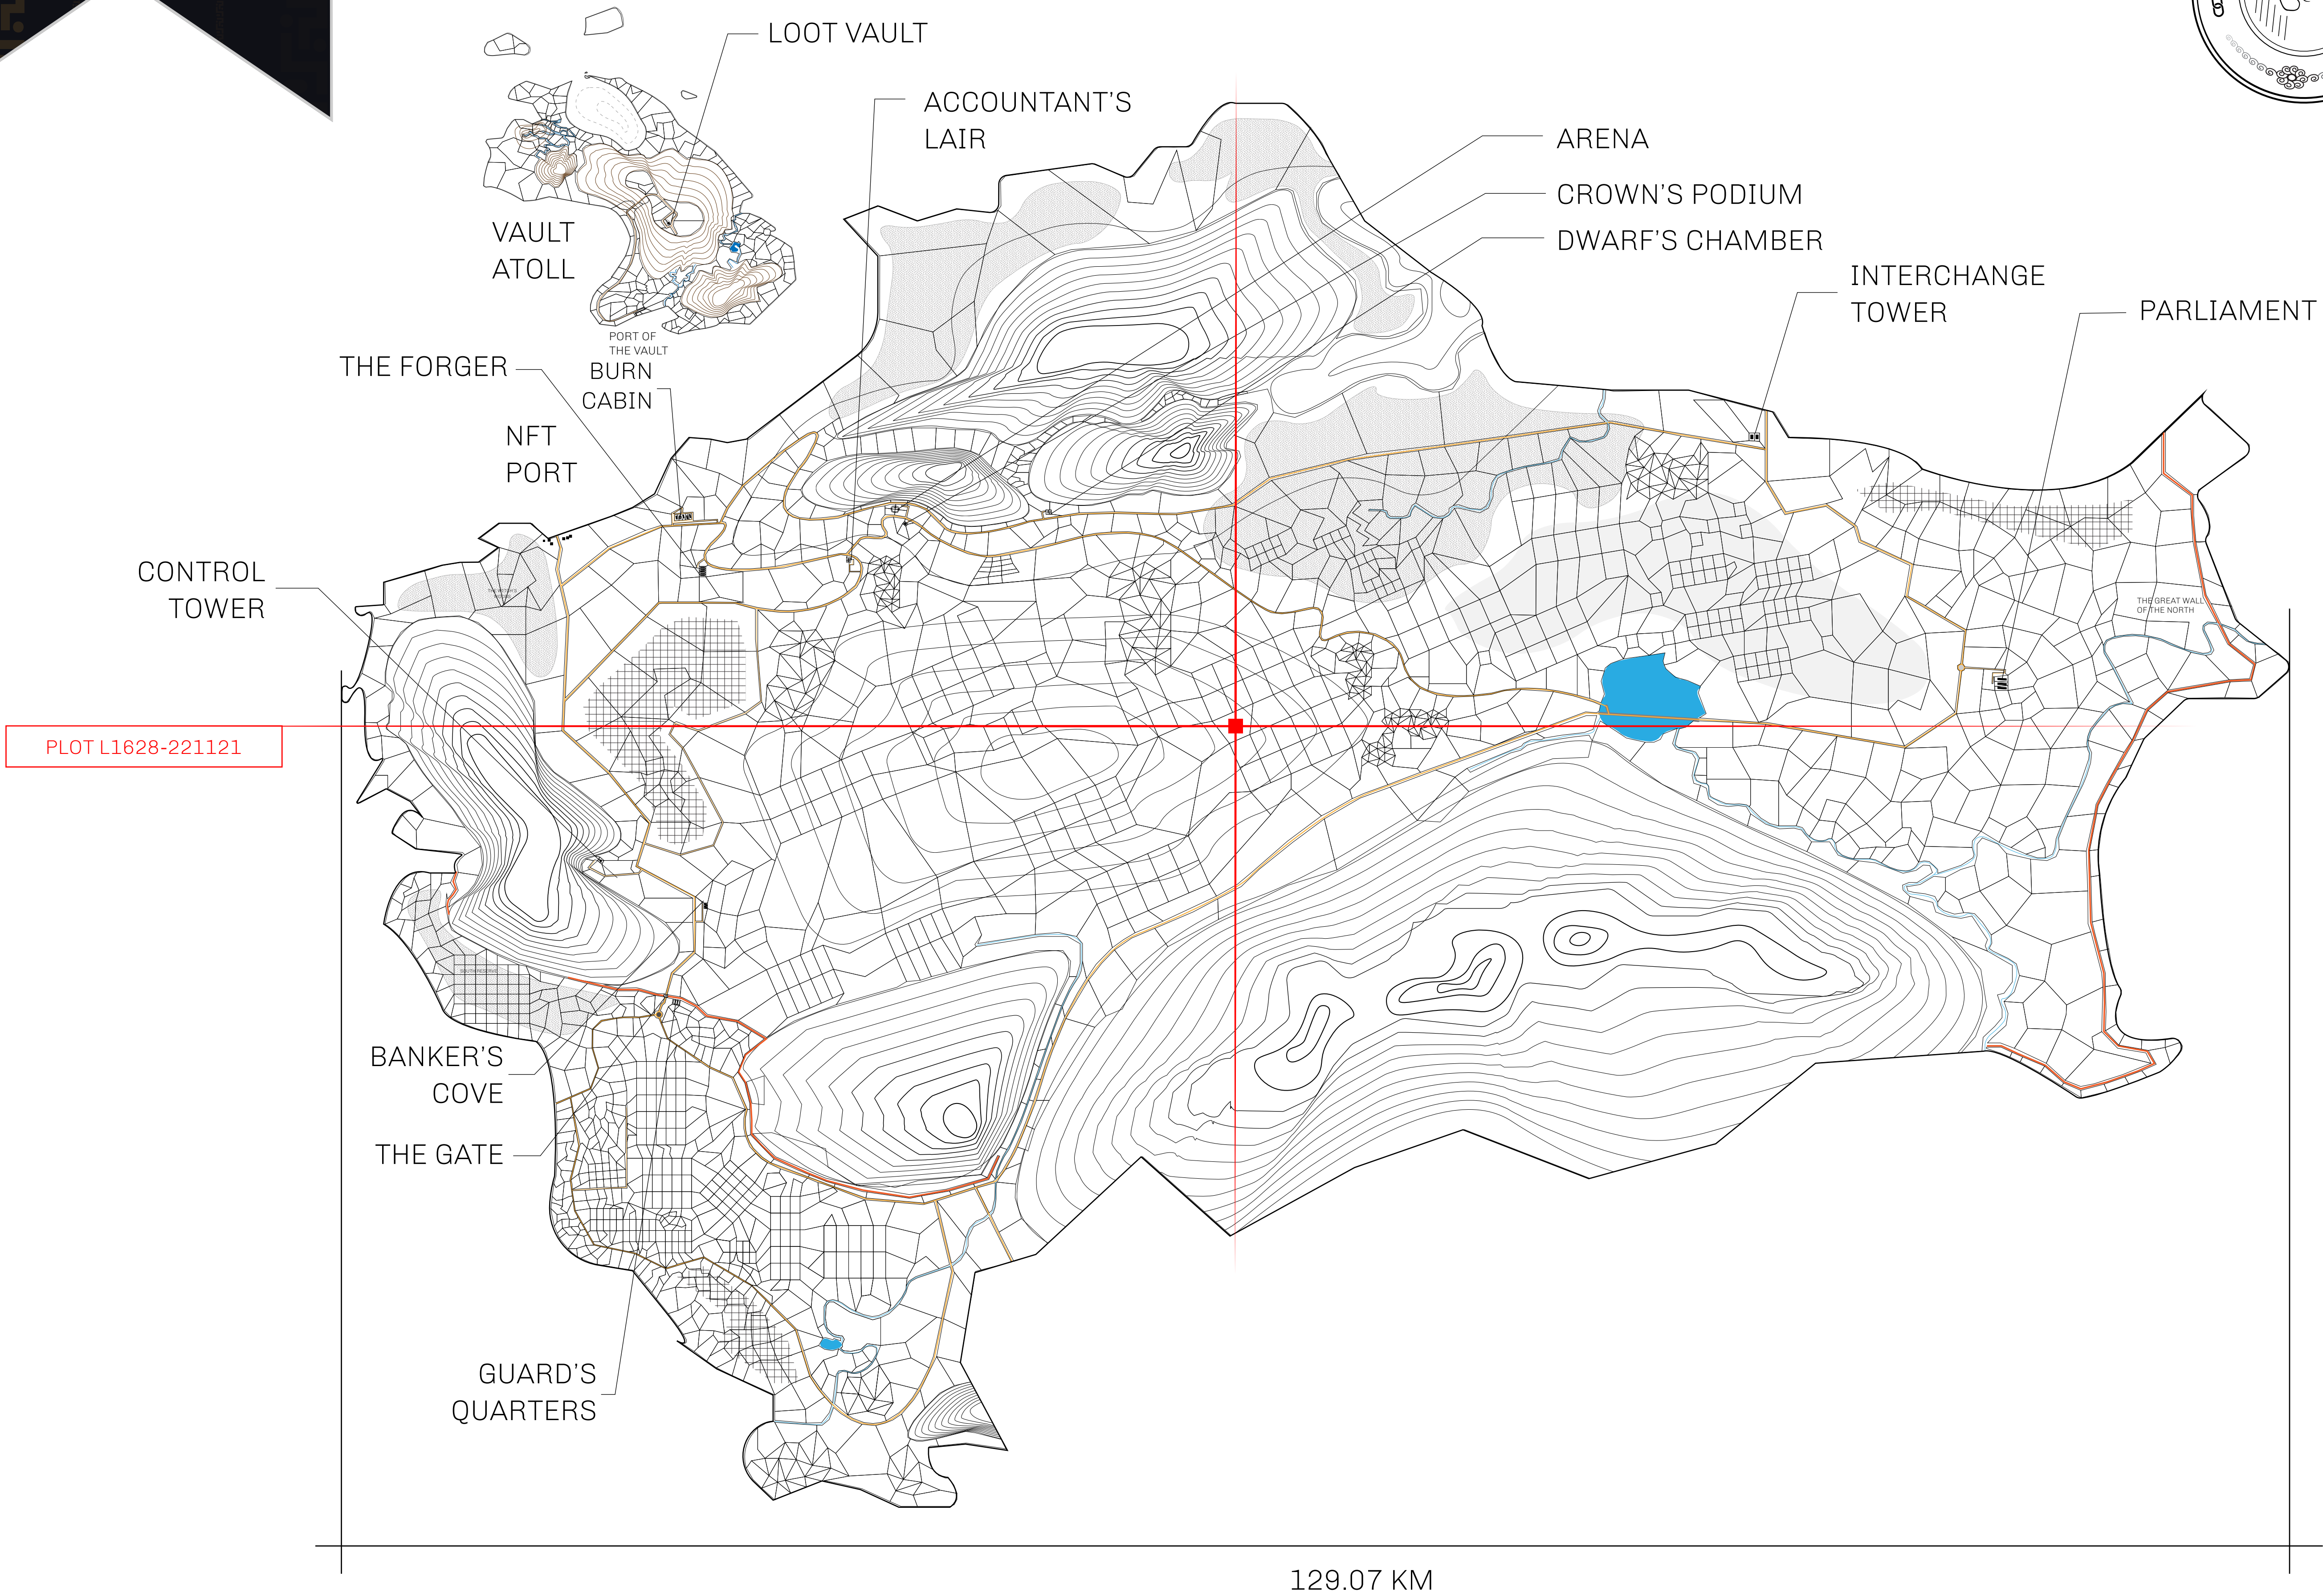 LOOT VAULT
ACCOUNTANT'S
LAIR
ARENA
CROWN'S PODIUM
DWARF'S CHAMBER
INTERCHANGE
TOWER
PARLIAMENT
VAULT
ATOLL
PORT OF
THE VAULT
THE FORGER
BURN
CABIN
NFT
PORT
CONTROL
TOWER
THE GREAT WALL
OF THE NORTH
PLOT L1628-221121
SOUTH RESERVE
BANKER'S
COVE
THE GATE
GUARD'S
QUARTERS
129.07 KM